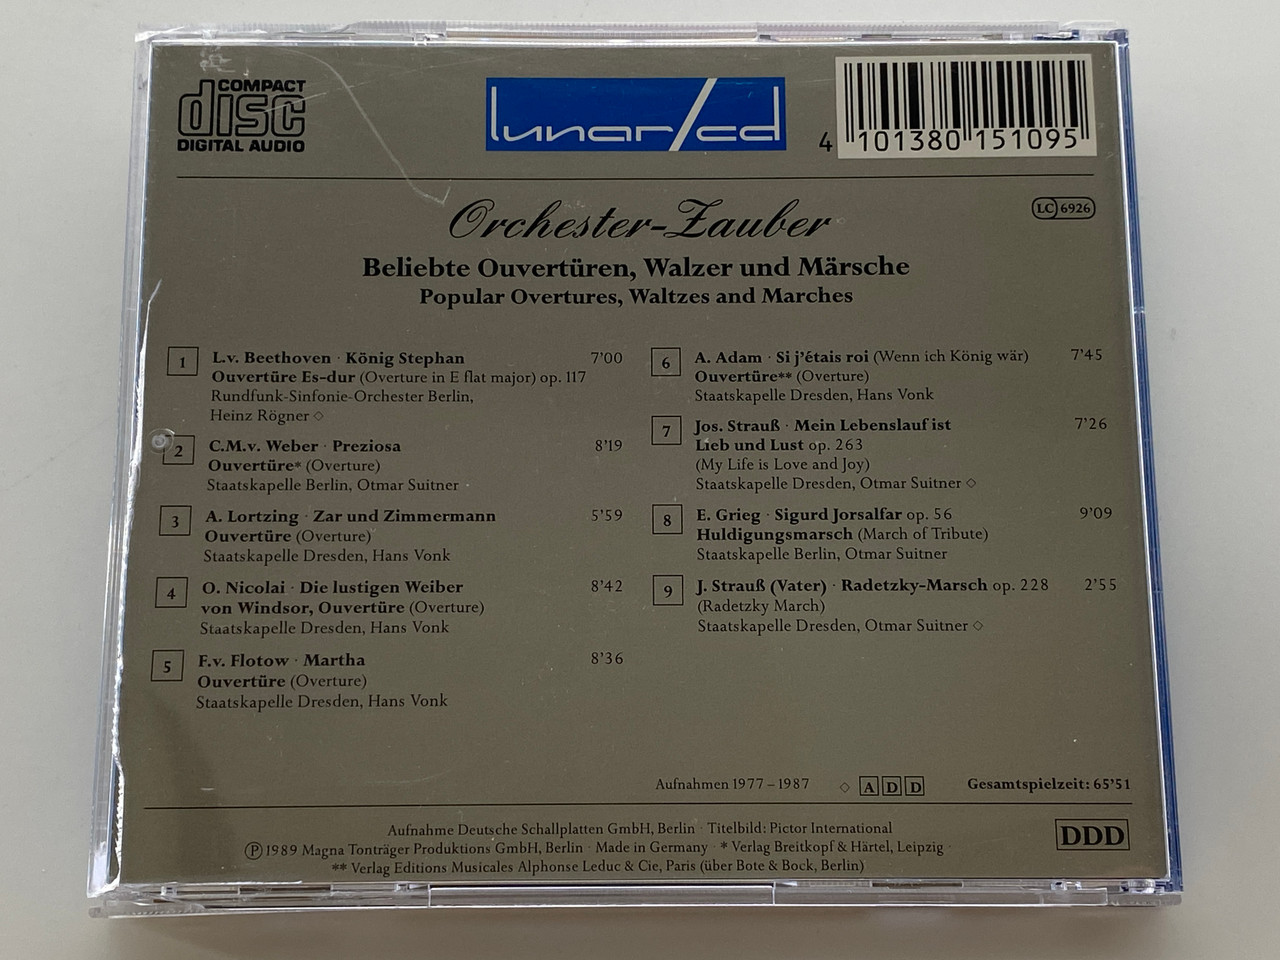 COMPACT
disc
DIGITAL AUDIO
lunar/cd
4 101380 151095
LC 6926
Orchester-Zauber
Beliebte Ouvertüren, Walzer und Märsche
Popular Overtures, Waltzes and Marches
1 L.v. Beethoven · König Stephan 7'00
Ouvertüre Es-dur (Overture in E flat major) op. 117
Rundfunk-Sinfonie-Orchester Berlin,
Heinz Rögner ◇
2 C.M.v. Weber · Preziosa 8'19
Ouvertüre* (Overture)
Staatskapelle Berlin, Otmar Suitner
3 A. Lortzing · Zar und Zimmermann 5'59
Ouvertüre (Overture)
Staatskapelle Dresden, Hans Vonk
4 O. Nicolai · Die lustigen Weiber 8'42
von Windsor, Ouvertüre (Overture)
Staatskapelle Dresden, Hans Vonk
5 F.v. Flotow · Martha 8'36
Ouvertüre (Overture)
Staatskapelle Dresden, Hans Vonk
6 A. Adam · Si j'étais roi (Wenn ich König wär) 7'45
Ouvertüre** (Overture)
Staatskapelle Dresden, Hans Vonk
7 Jos. Strauß · Mein Lebenslauf ist 7'26
Lieb und Lust op. 263
(My Life is Love and Joy)
Staatskapelle Dresden, Otmar Suitner ◇
8 E. Grieg · Sigurd Jorsalfar op. 56 9'09
Huldigungsmarsch (March of Tribute)
Staatskapelle Berlin, Otmar Suitner
9 J. Strauß (Vater) · Radetzky-Marsch op. 228 2'55
(Radetzky March)
Staatskapelle Dresden, Otmar Suitner ◇
Aufnahmen 1977 – 1987 ◇ A D D Gesamtspielzeit: 65'51
Aufnahme Deutsche Schallplatten GmbH, Berlin · Titelbild: Pictor International
Ⓟ 1989 Magna Tonträger Produktions GmbH, Berlin · Made in Germany · * Verlag Breitkopf & Härtel, Leipzig ·
** Verlag Editions Musicales Alphonse Leduc & Cie, Paris (über Bote & Bock, Berlin)
DDD